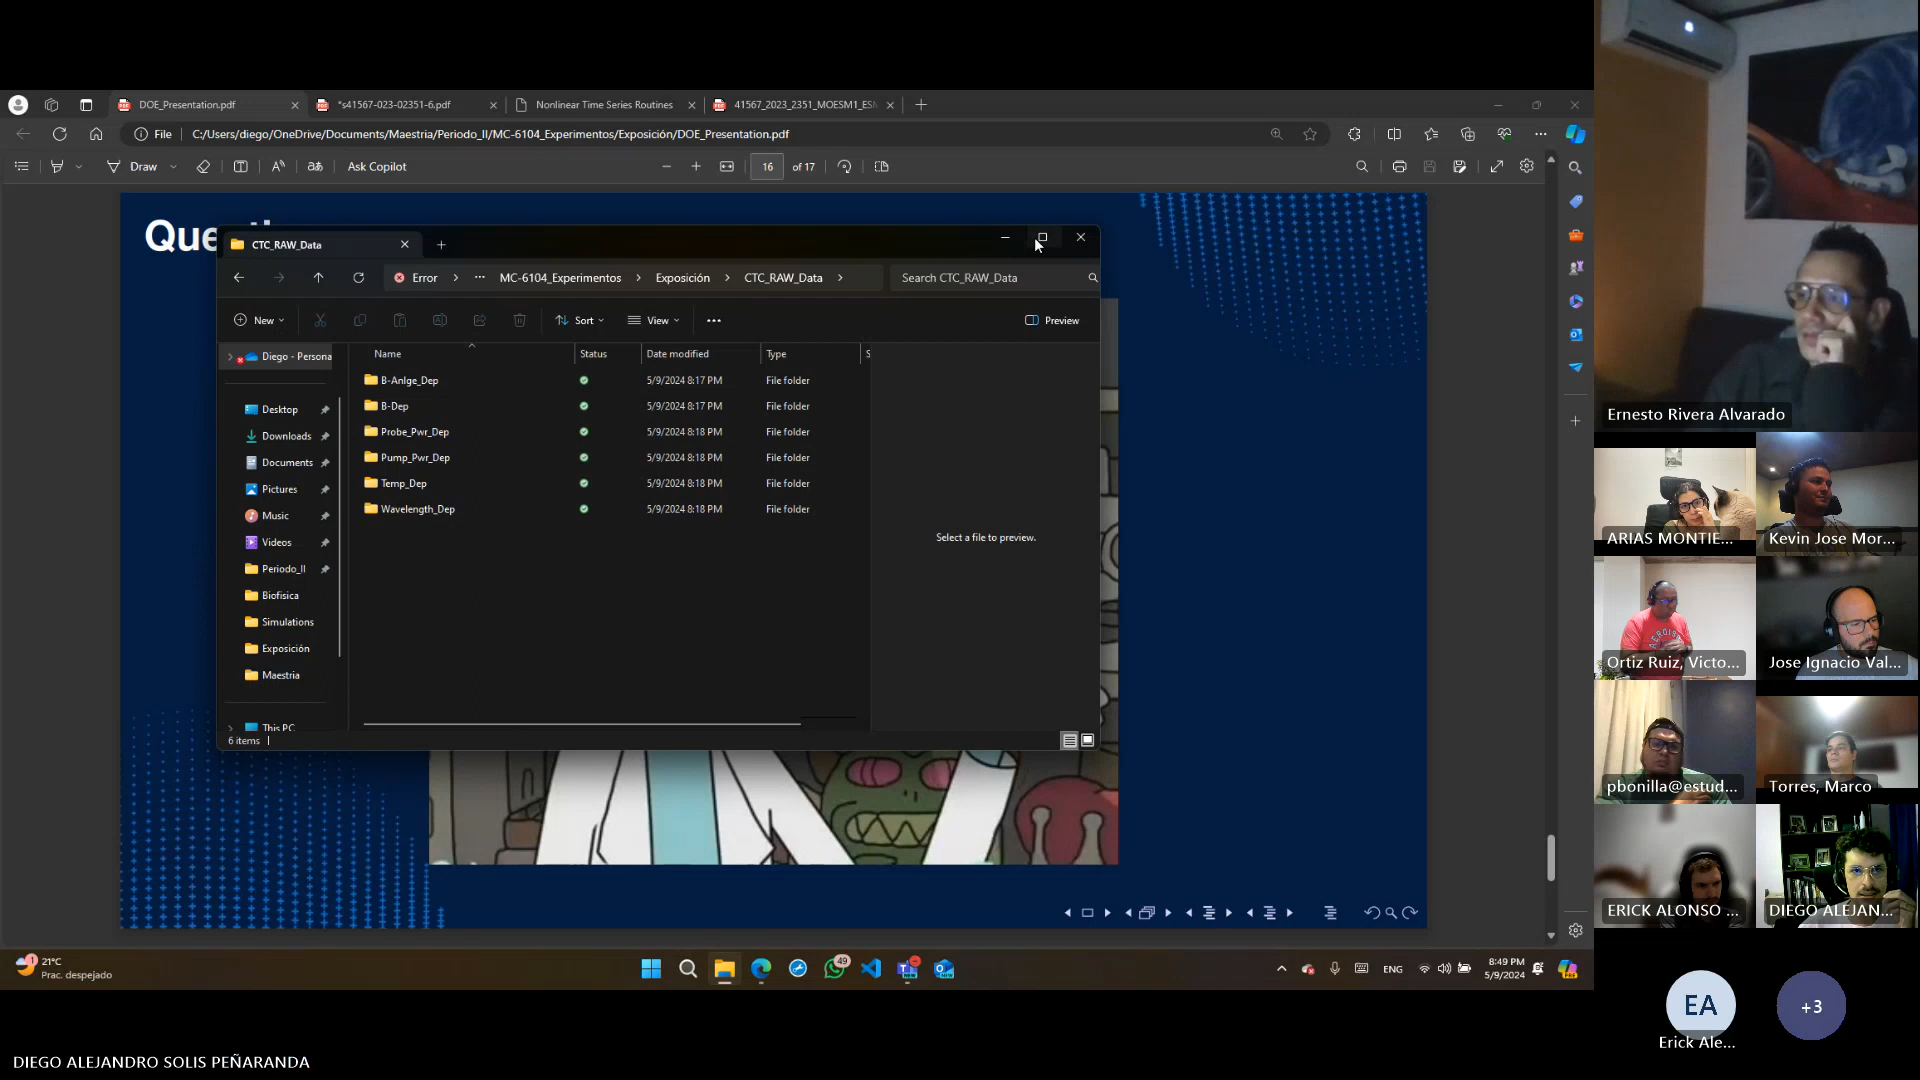 DOE_Presentation.pdf
*s41567-023-02351-6.pdf
Nonlinear Time Series Routines
41567_2023_2351_MOESM1_ESM
File
C:/Users/diego/OneDrive/Documents/Maestria/Periodo_II/MC-6104_Experimentos/Exposición/DOE_Presentation.pdf
Draw
Ask Copilot
16 of 17
CTC_RAW_Data
Error
MC-6104_Experimentos
Exposición
CTC_RAW_Data
Search CTC_RAW_Data
New
Sort
View
Preview
Diego - Persona
Desktop
Downloads
Documents
Pictures
Music
Videos
Periodo_II
Biofisica
Simulations
Exposición
Maestria
This PC
Name Status Date modified Type S
B-Anlge_Dep 5/9/2024 8:17 PM File folder
B-Dep 5/9/2024 8:17 PM File folder
Probe_Pwr_Dep 5/9/2024 8:18 PM File folder
Pump_Pwr_Dep 5/9/2024 8:18 PM File folder
Temp_Dep 5/9/2024 8:18 PM File folder
Wavelength_Dep 5/9/2024 8:18 PM File folder
Select a file to preview.
6 items
21°C
Prac. despejado
49
ENG
8:49 PM
5/9/2024
Ernesto Rivera Alvarado
ARIAS MONTIE...
Kevin Jose Mor...
Ortiz Ruiz, Victo...
Jose Ignacio Val...
pbonilla@estud...
Torres, Marco
ERICK ALONSO ...
DIEGO ALEJAN...
EA
Erick Ale...
+3
DIEGO ALEJANDRO SOLIS PEÑARANDA